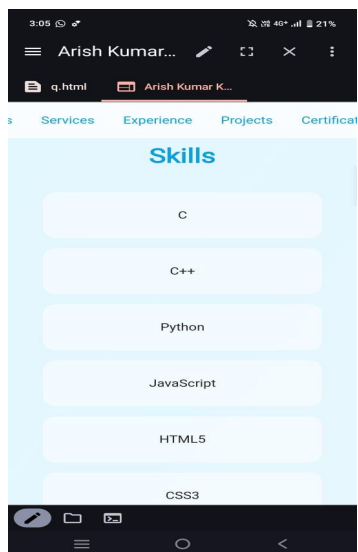 3:05 4G+ 21%
Arish Kumar...
q.html Arish Kumar K...
s Services Experience Projects Certificat
Skills
C
C++
Python
JavaScript
HTML5
CSS3